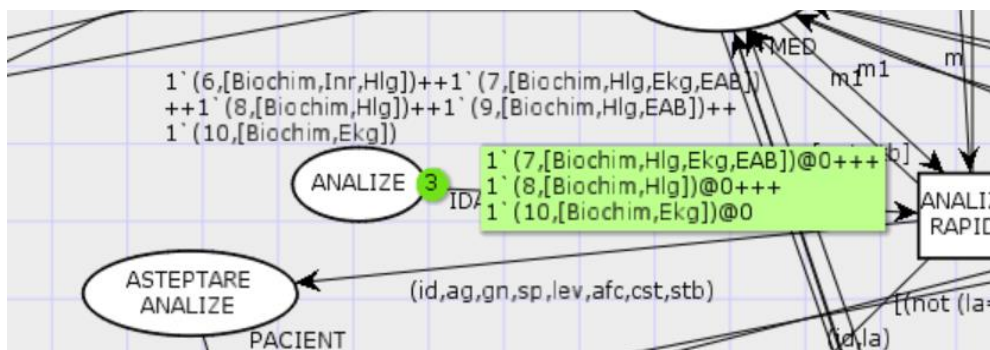 MED
m1
m1
m
1`(6,[Biochim,Inr,Hlg])++1`(7,[Biochim,Hlg,Ekg,EAB])
++1`(8,[Biochim,Hlg])++1`(9,[Biochim,Hlg,EAB])++
1`(10,[Biochim,Ekg])
ANALIZE
3
1`(7,[Biochim,Hlg,Ekg,EAB])@0+++
1`(8,[Biochim,Hlg])@0+++
1`(10,[Biochim,Ekg])@0
ASTEPTARE
ANALIZE
(id,ag,gn,sp,lev,afc,cst,stb)
[(not (la=
(id,la)
PACIENT